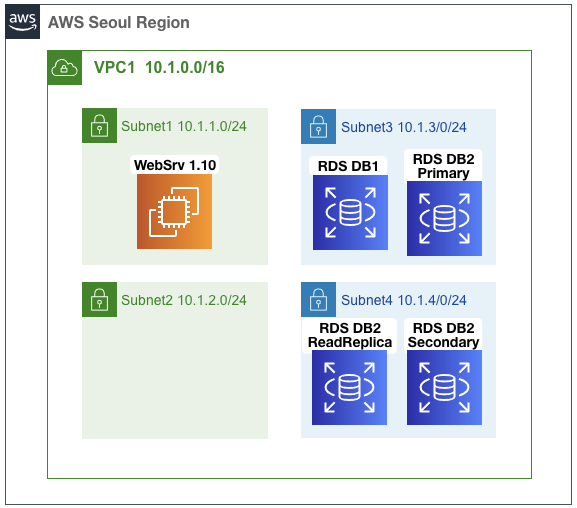 aws
AWS Seoul Region
VPC1 10.1.0.0/16
Subnet1 10.1.1.0/24
WebSrv 1.10
Subnet3 10.1.3/0/24
RDS DB1
RDS DB2
Primary
Subnet2 10.1.2.0/24
Subnet4 10.1.4/0/24
RDS DB2
ReadReplica
RDS DB2
Secondary